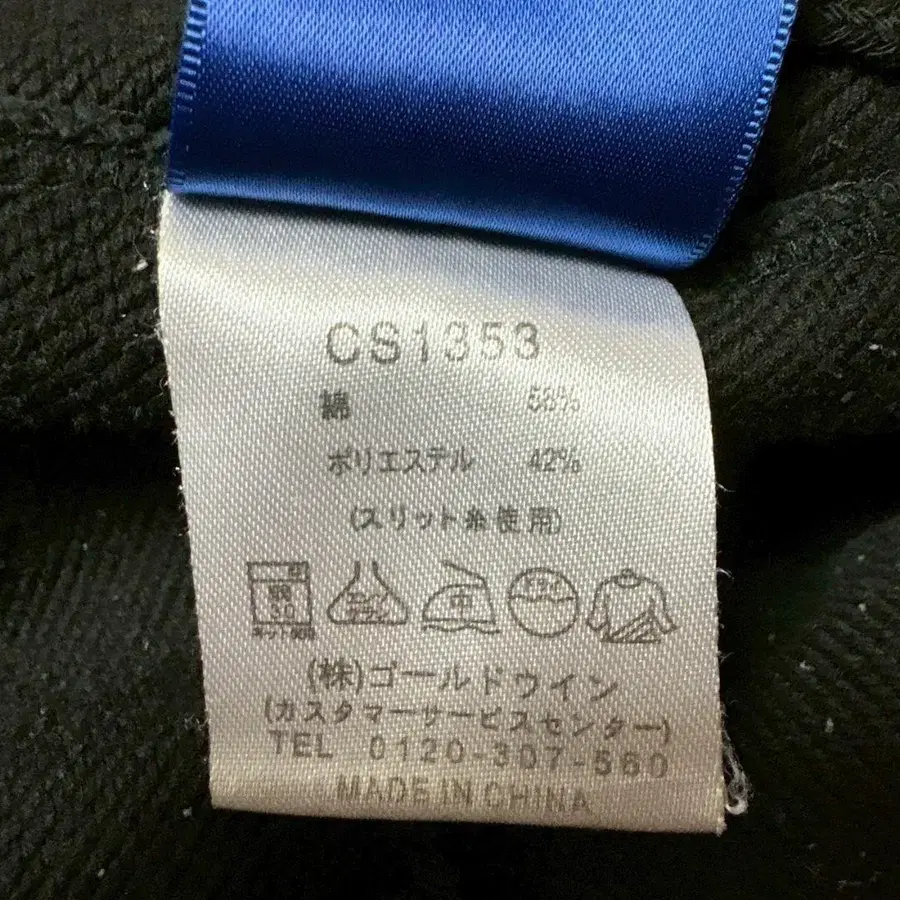 CS1353
綿 58%
ポリエステル 42%
(スリット糸使用)
30 中
(株)ゴールドウイン
(カスタマーサービスセンター)
TEL 0120-307-560
MADE IN CHINA